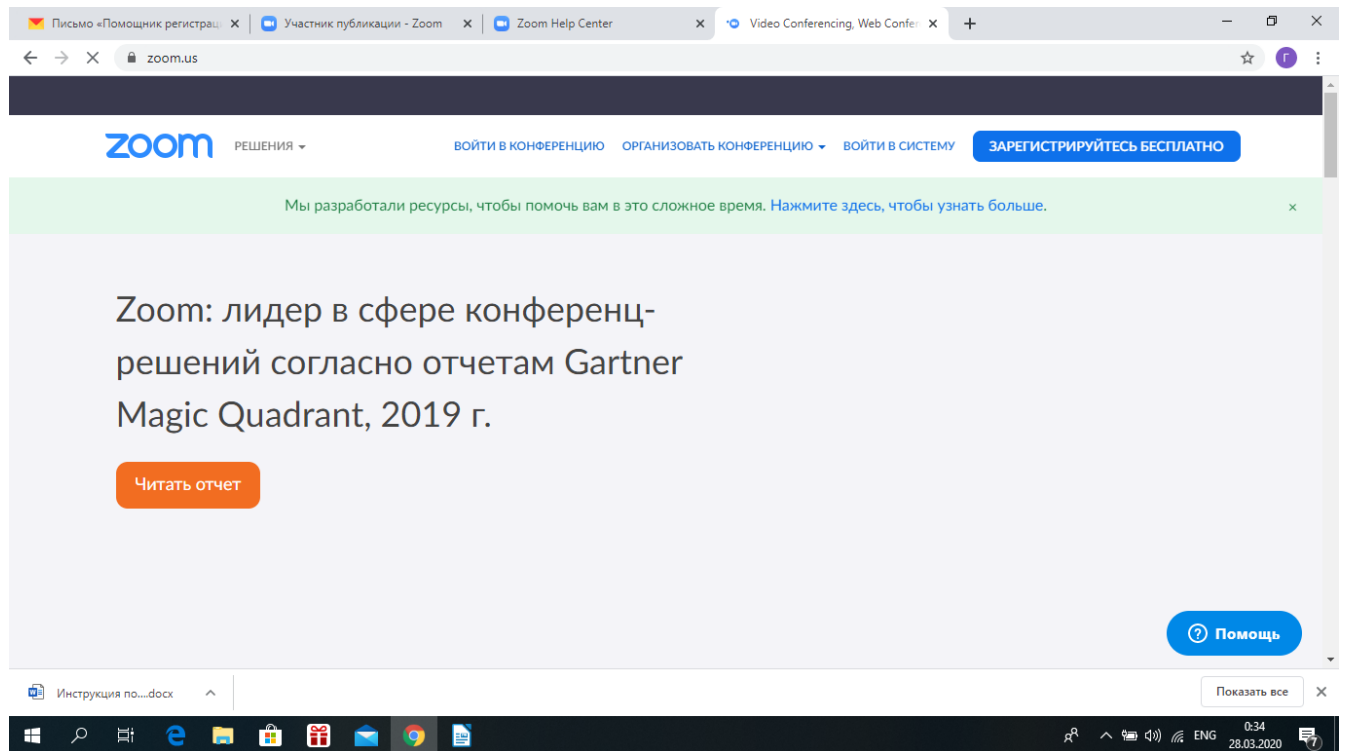 Письмо «Помощник регистрац
Участник публикации - Zoom
Zoom Help Center
Video Conferencing, Web Confer
zoom.us
Г
zoom
РЕШЕНИЯ
ВОЙТИ В КОНФЕРЕНЦИЮ
ОРГАНИЗОВАТЬ КОНФЕРЕНЦИЮ
ВОЙТИ В СИСТЕМУ
ЗАРЕГИСТРИРУЙТЕСЬ БЕСПЛАТНО
Мы разработали ресурсы, чтобы помочь вам в это сложное время. Нажмите здесь, чтобы узнать больше.
Zoom: лидер в сфере конференц-
решений согласно отчетам Gartner
Magic Quadrant, 2019 г.
Читать отчет
Помощь
Инструкция по....docx
Показать все
ENG
0:34
28.03.2020
7